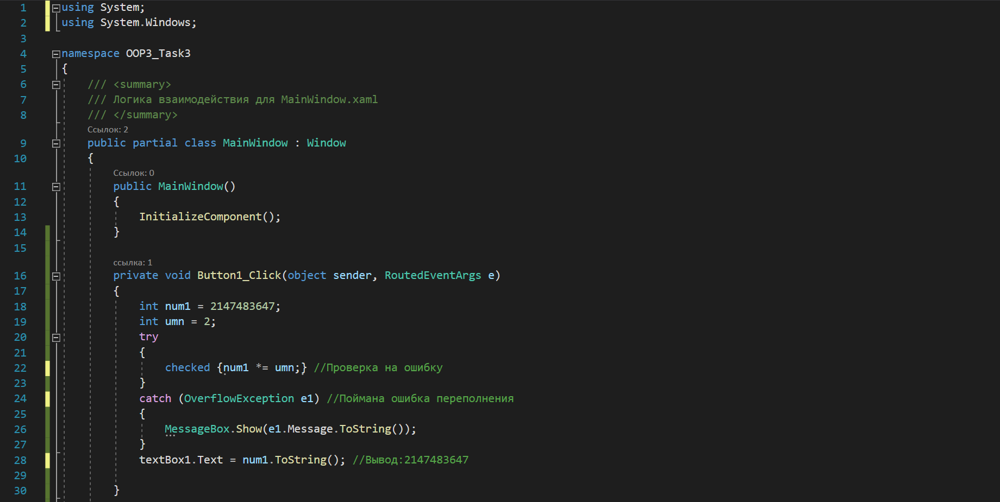 1 using System;
2 using System.Windows;
3
4 namespace OOP3_Task3
5 {
6 /// <summary>
7 /// Логика взаимодействия для MainWindow.xaml
8 /// </summary>
Ссылок: 2
9 public partial class MainWindow : Window
10 {
Ссылок: 0
11 public MainWindow()
12 {
13 InitializeComponent();
14 }
15
ссылка: 1
16 private void Button1_Click(object sender, RoutedEventArgs e)
17 {
18 int num1 = 2147483647;
19 int umn = 2;
20 try
21 {
22 checked {num1 *= umn;} //Проверка на ошибку
23 }
24 catch (OverflowException e1) //Поймана ошибка переполнения
25 {
26 MessageBox.Show(e1.Message.ToString());
27 }
28 textBox1.Text = num1.ToString(); //Вывод:2147483647
29
30 }